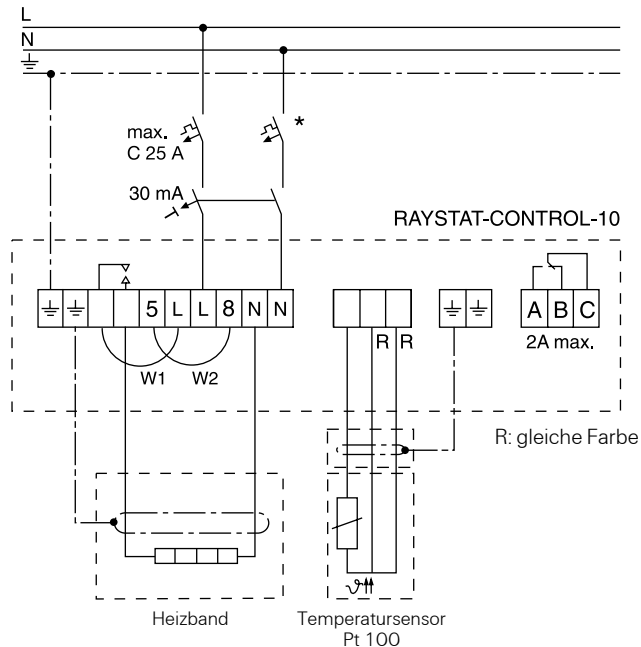 L
N
max.
C 25 A
*
30 mA
RAYSTAT-CONTROL-10
5 L L 8 N N
A B C
R R
2A max.
W1 W2
R: gleiche Farbe
ϑ
Heizband
Temperatursensor
Pt 100